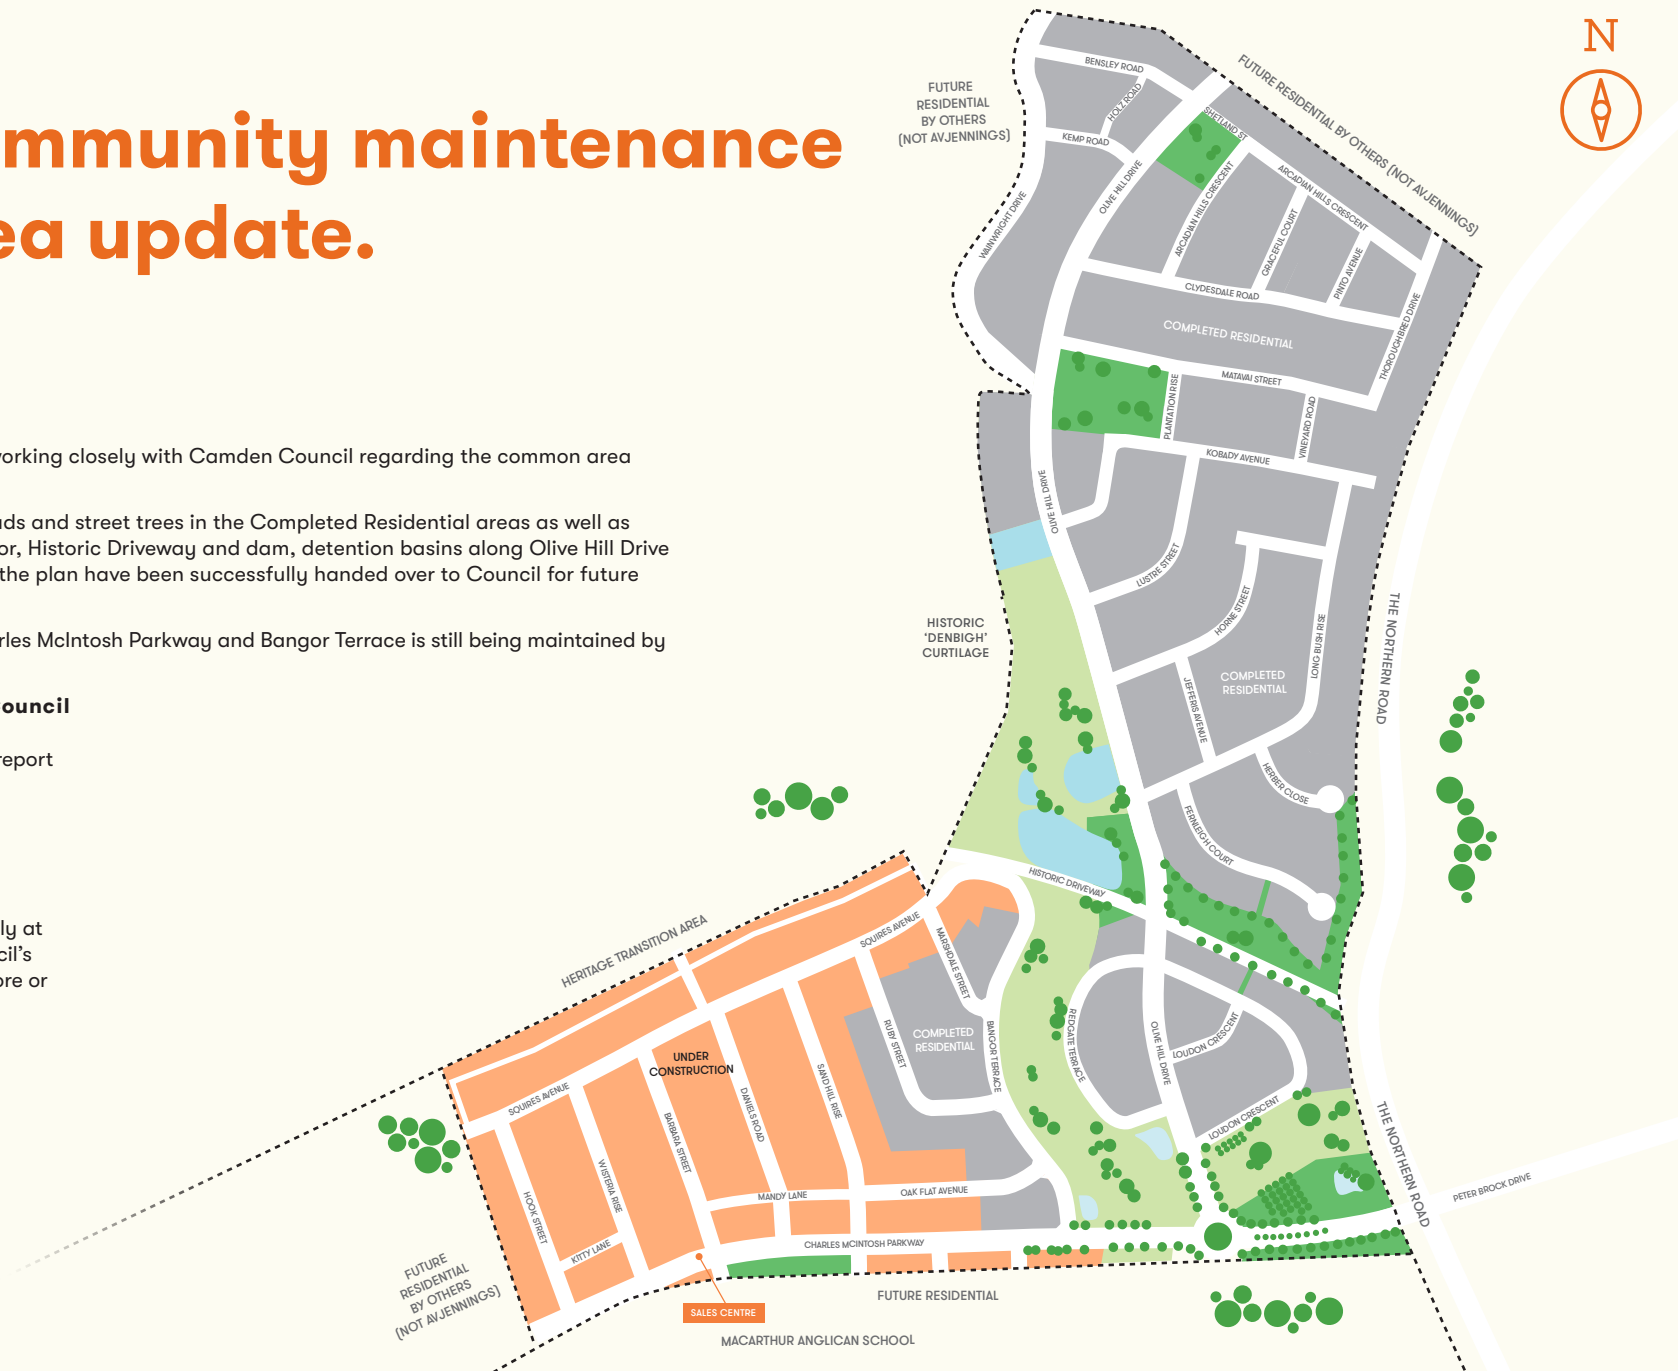 mmunity maintenance
ea update.
working closely with Camden Council regarding the common area
ads and street trees in the Completed Residential areas as well as
or, Historic Driveway and dam, detention basins along Olive Hill Drive
the plan have been successfully handed over to Council for future
rles McIntosh Parkway and Bangor Terrace is still being maintained by
ouncil
report
ly at
cil's
ore or
N
FUTURE
RESIDENTIAL
BY OTHERS
(NOT AVJENNINGS)
FUTURE RESIDENTIAL BY OTHERS (NOT AVJENNINGS)
BENSLEY ROAD
HOLZ ROAD
KEMP ROAD
SHETLAND ST
OLIVE HILL DRIVE
WAINWRIGHT DRIVE
ARCADIAN HILLS CRESCENT
ARCADIAN HILLS CRESCENT
GRACEFUL COURT
PINTO AVENUE
CLYDESDALE ROAD
THOROUGHBRED DRIVE
COMPLETED RESIDENTIAL
MATAVAI STREET
PLANTATION RISE
VINEYARD ROAD
KOBADY AVENUE
OLIVE HILL DRIVE
LUSTRE STREET
HORNE STREET
LONG BUSH RISE
THE NORTHERN ROAD
HISTORIC
'DENBIGH'
CURTILAGE
COMPLETED
RESIDENTIAL
JEFFERIS AVENUE
HERBER CLOSE
FERNLEIGH COURT
HISTORIC DRIVEWAY
HERITAGE TRANSITION AREA
SQUIRES AVENUE
MARSHDALE STREET
RUBY STREET
COMPLETED
RESIDENTIAL
BANGOR TERRACE
REDGATE TERRACE
OLIVE HILL DRIVE
LOUDON CRESCENT
LOUDON CRESCENT
UNDER
CONSTRUCTION
SQUIRES AVENUE
SAND HILL RISE
DANIELS ROAD
BARBARA STREET
WISTERIA RISE
HOOK STREET
KITTY LANE
MANDY LANE
OAK FLAT AVENUE
CHARLES MCINTOSH PARKWAY
THE NORTHERN ROAD
PETER BROCK DRIVE
FUTURE
RESIDENTIAL
BY OTHERS
(NOT AVJENNINGS)
SALES CENTRE
FUTURE RESIDENTIAL
MACARTHUR ANGLICAN SCHOOL